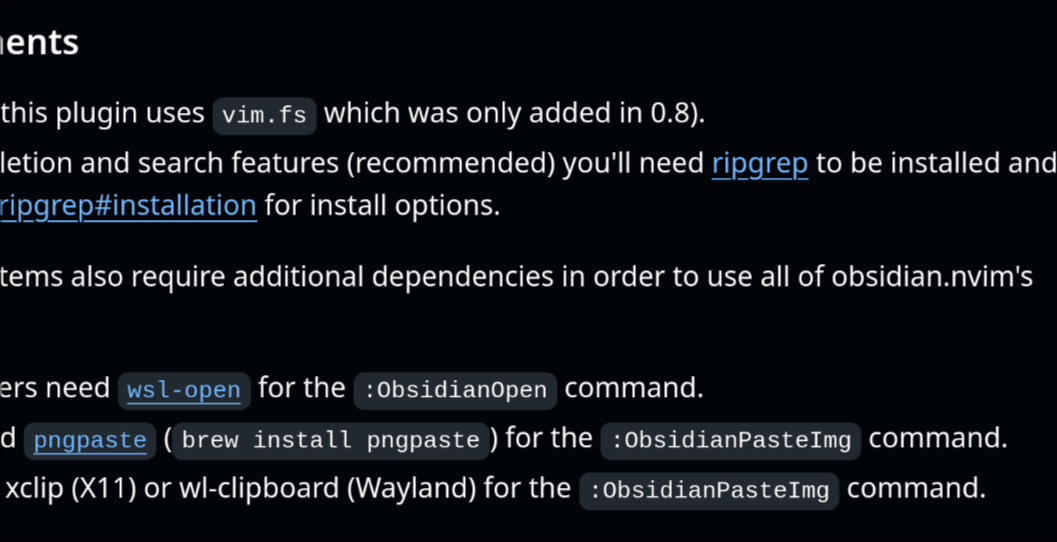 ents
this plugin uses vim.fs which was only added in 0.8).
letion and search features (recommended) you'll need ripgrep to be installed and
ripgrep#installation for install options.
tems also require additional dependencies in order to use all of obsidian.nvim's
ers need wsl-open for the :ObsidianOpen command.
d pngpaste (brew install pngpaste) for the :ObsidianPasteImg command.
xclip (X11) or wl-clipboard (Wayland) for the :ObsidianPasteImg command.